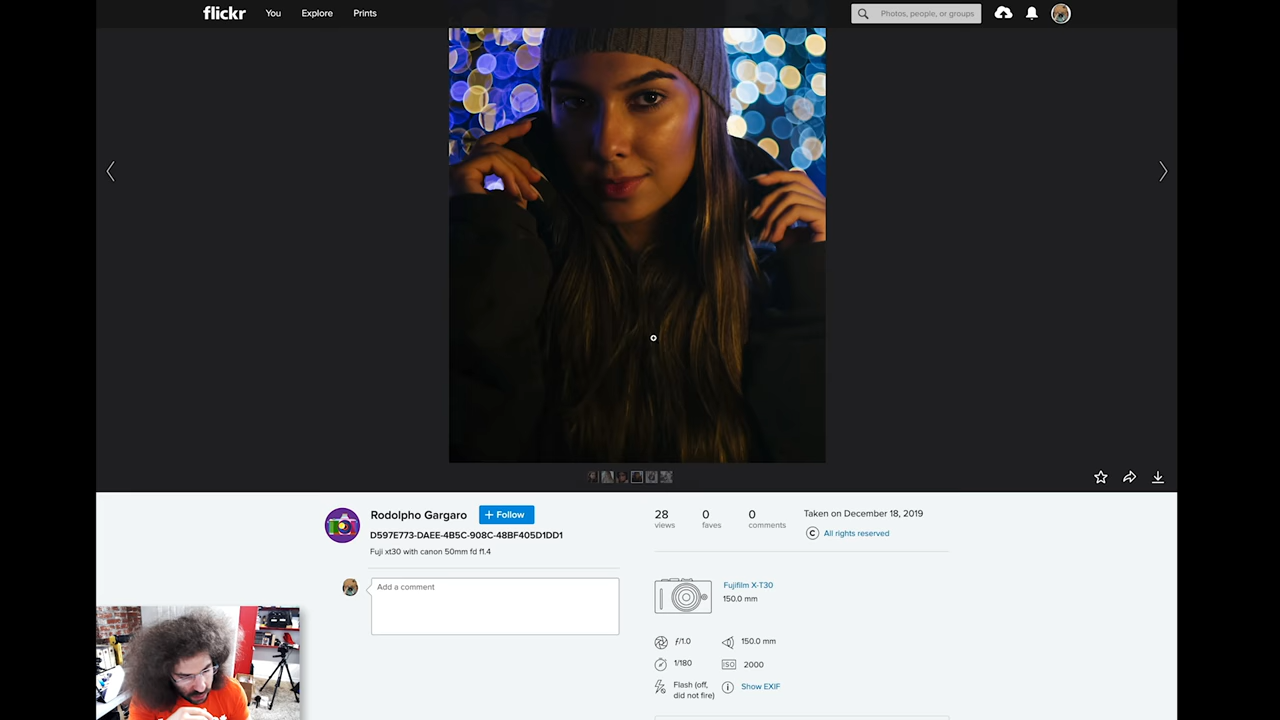 flickr You Explore Prints Photos, people, or groups
Rodolpho Gargaro + Follow
D597E773-DAEE-4B5C-908C-48BF405D1DD1
Fuji xt30 with canon 50mm fd f1.4
Add a comment
28 0 0
views faves comments
Taken on December 18, 2019
All rights reserved
Fujifilm X-T30
150.0 mm
ƒ/1.0 150.0 mm
1/180 ISO 2000
Flash (off, did not fire) Show EXIF